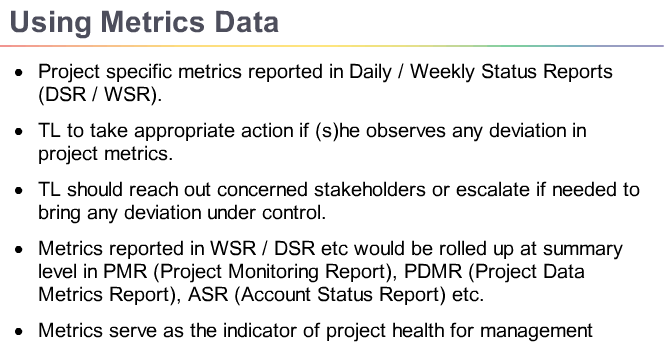 Using Metrics Data
• Project specific metrics reported in Daily / Weekly Status Reports
(DSR / WSR).
• TL to take appropriate action if (s)he observes any deviation in
project metrics.
• TL should reach out concerned stakeholders or escalate if needed to
bring any deviation under control.
• Metrics reported in WSR / DSR etc would be rolled up at summary
level in PMR (Project Monitoring Report), PDMR (Project Data
Metrics Report), ASR (Account Status Report) etc.
• Metrics serve as the indicator of project health for management